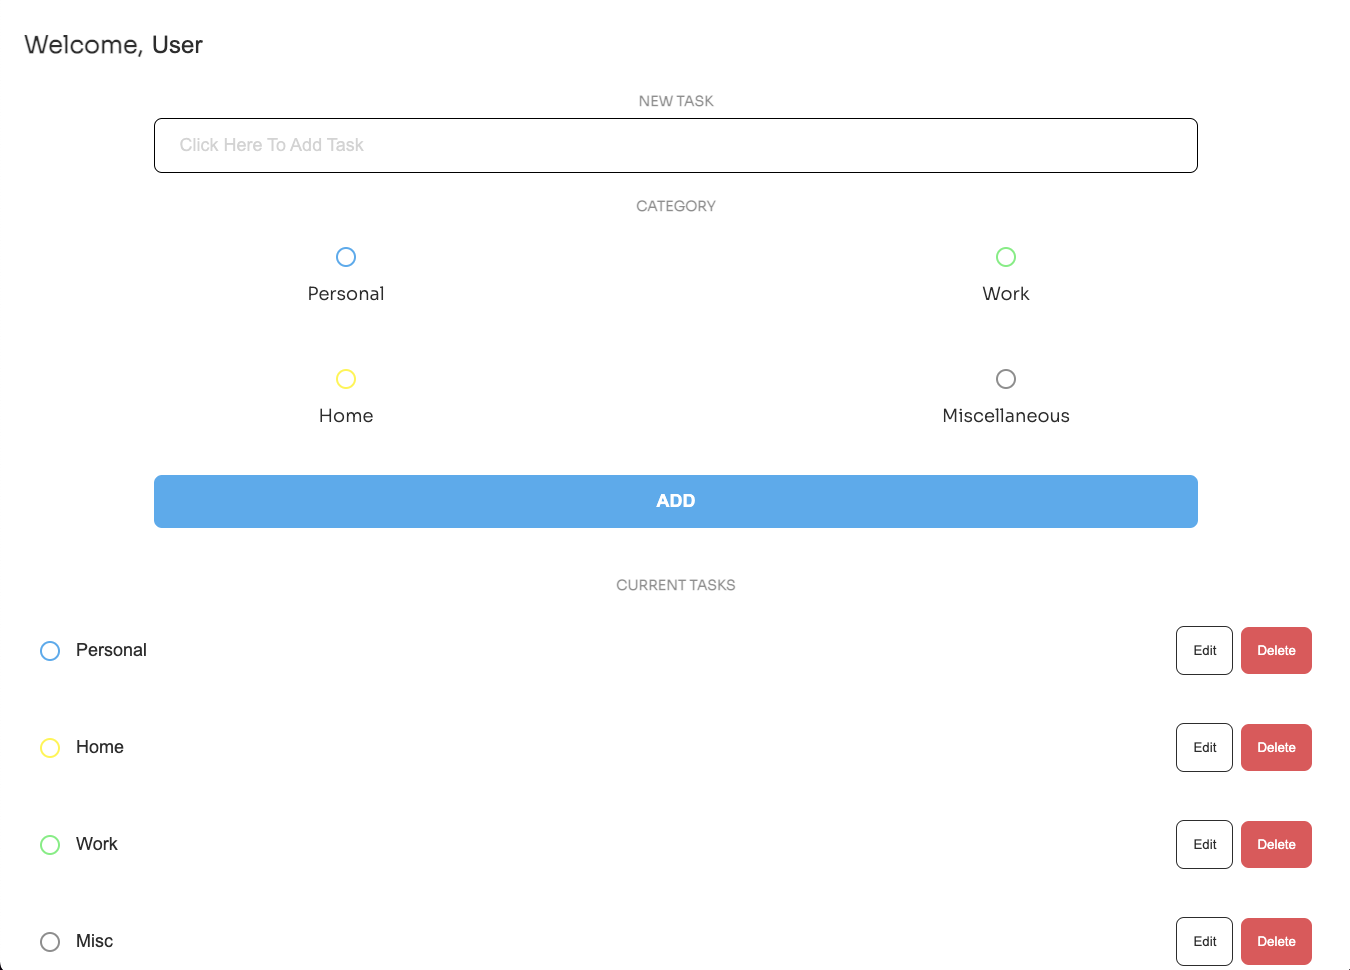 Welcome, User
NEW TASK
Click Here To Add Task
CATEGORY
Personal
Work
Home
Miscellaneous
ADD
CURRENT TASKS
Personal Edit Delete
Home Edit Delete
Work Edit Delete
Misc Edit Delete